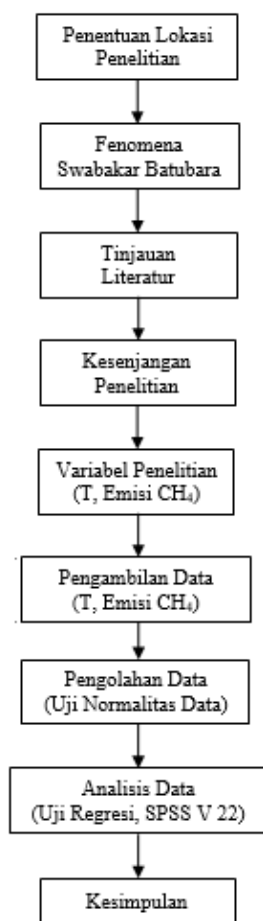 Penentuan Lokasi
Penelitian
Fenomena
Swabakar Batubara
Tinjauan
Literatur
Kesenjangan
Penelitian
Variabel Penelitian
(T, Emisi CH₄)
Pengambilan Data
(T, Emisi CH₄)
Pengolahan Data
(Uji Normalitas Data)
Analisis Data
(Uji Regresi, SPSS V 22)
Kesimpulan